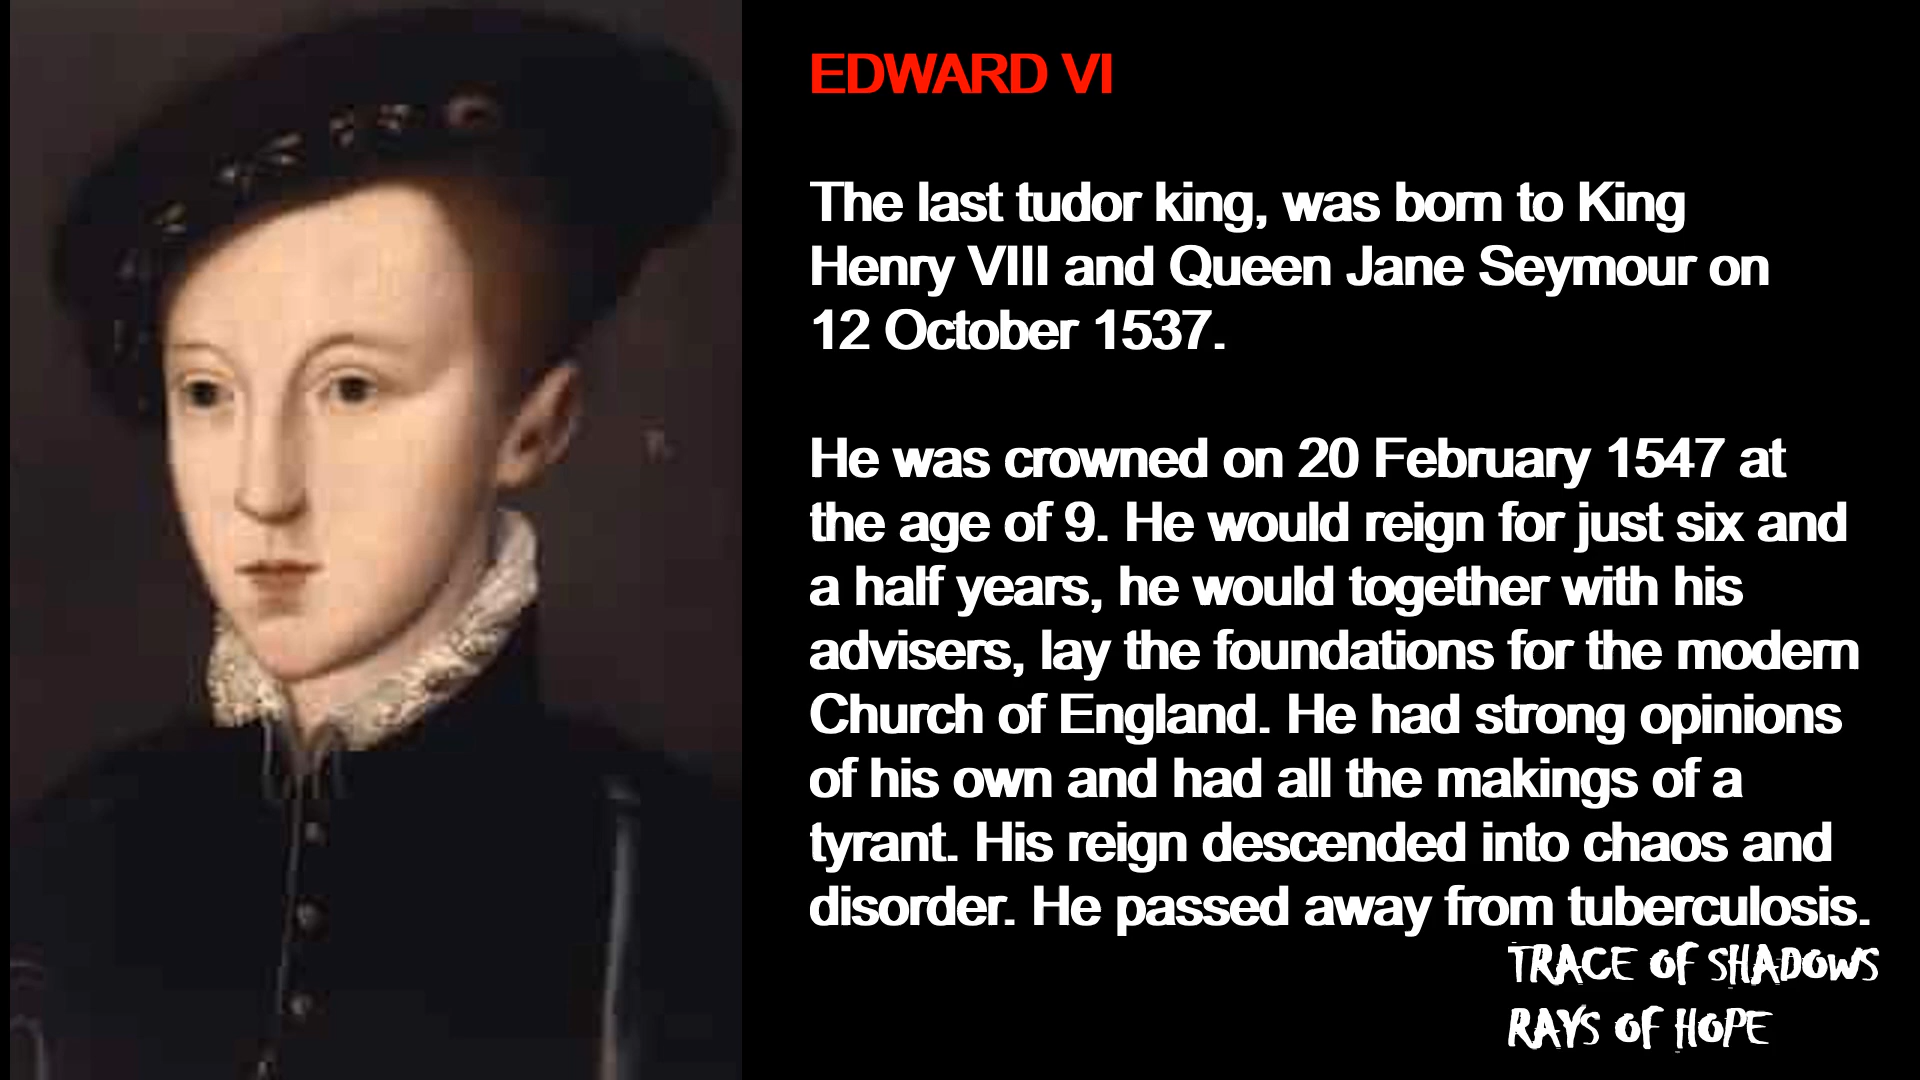 EDWARD VI
The last tudor king, was born to King
Henry VIII and Queen Jane Seymour on
12 October 1537.
He was crowned on 20 February 1547 at
the age of 9. He would reign for just six and
a half years, he would together with his
advisers, lay the foundations for the modern
Church of England. He had strong opinions
of his own and had all the makings of a
tyrant. His reign descended into chaos and
disorder. He passed away from tuberculosis.
TRACE OF SHADOWS
RAYS OF HOPE